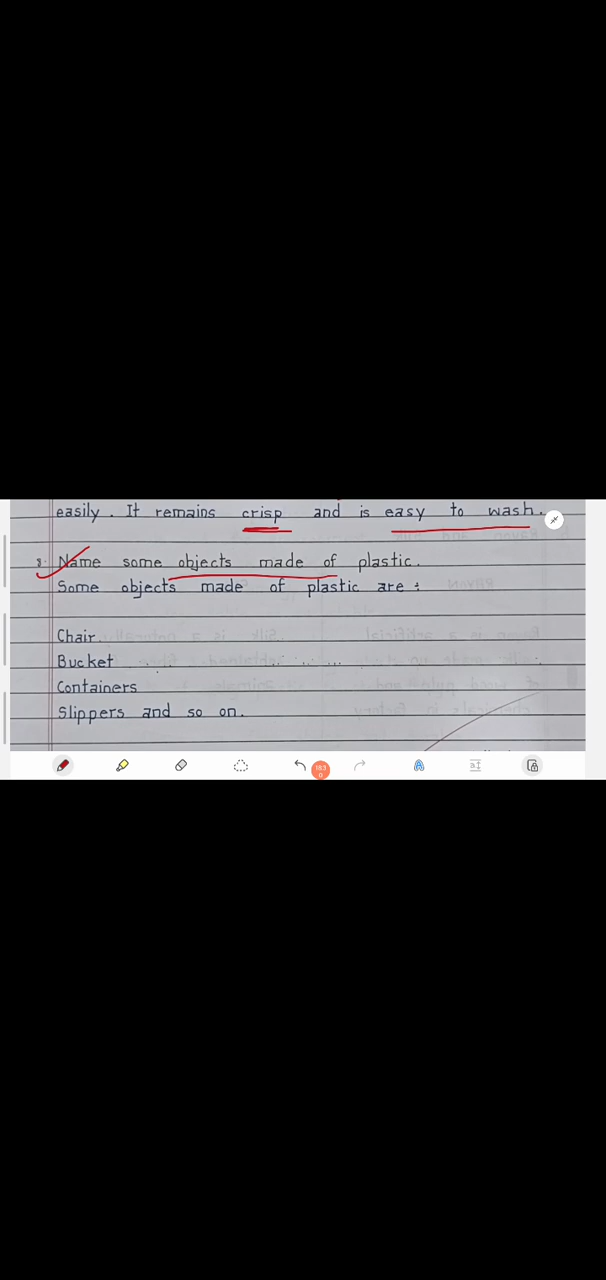 easily. It remains crisp and is easy to wash.
8. Name some objects made of plastic.
Some objects made of plastic are :
Chair.
Bucket
Containers
Slippers and so on.